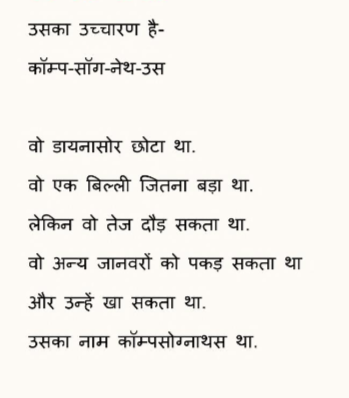 उसका उच्चारण है-
कॉम्प-सॉग-नेथ-उस
वो डायनासोर छोटा था.
वो एक बिल्ली जितना बड़ा था.
लेकिन वो तेज दौड़ सकता था.
वो अन्य जानवरों को पकड़ सकता था
और उन्हें खा सकता था.
उसका नाम कॉम्पसोग्नाथस था.